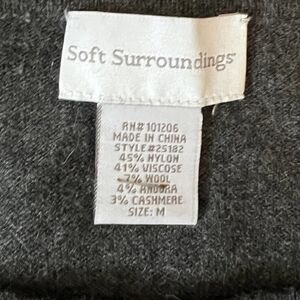 Soft Surroundings
RN# 101206
MADE IN CHINA
STYLE#25182
45% NYLON
41% VISCOSE
7% WOOL
4% ANGORA
3% CASHMERE
SIZE: M